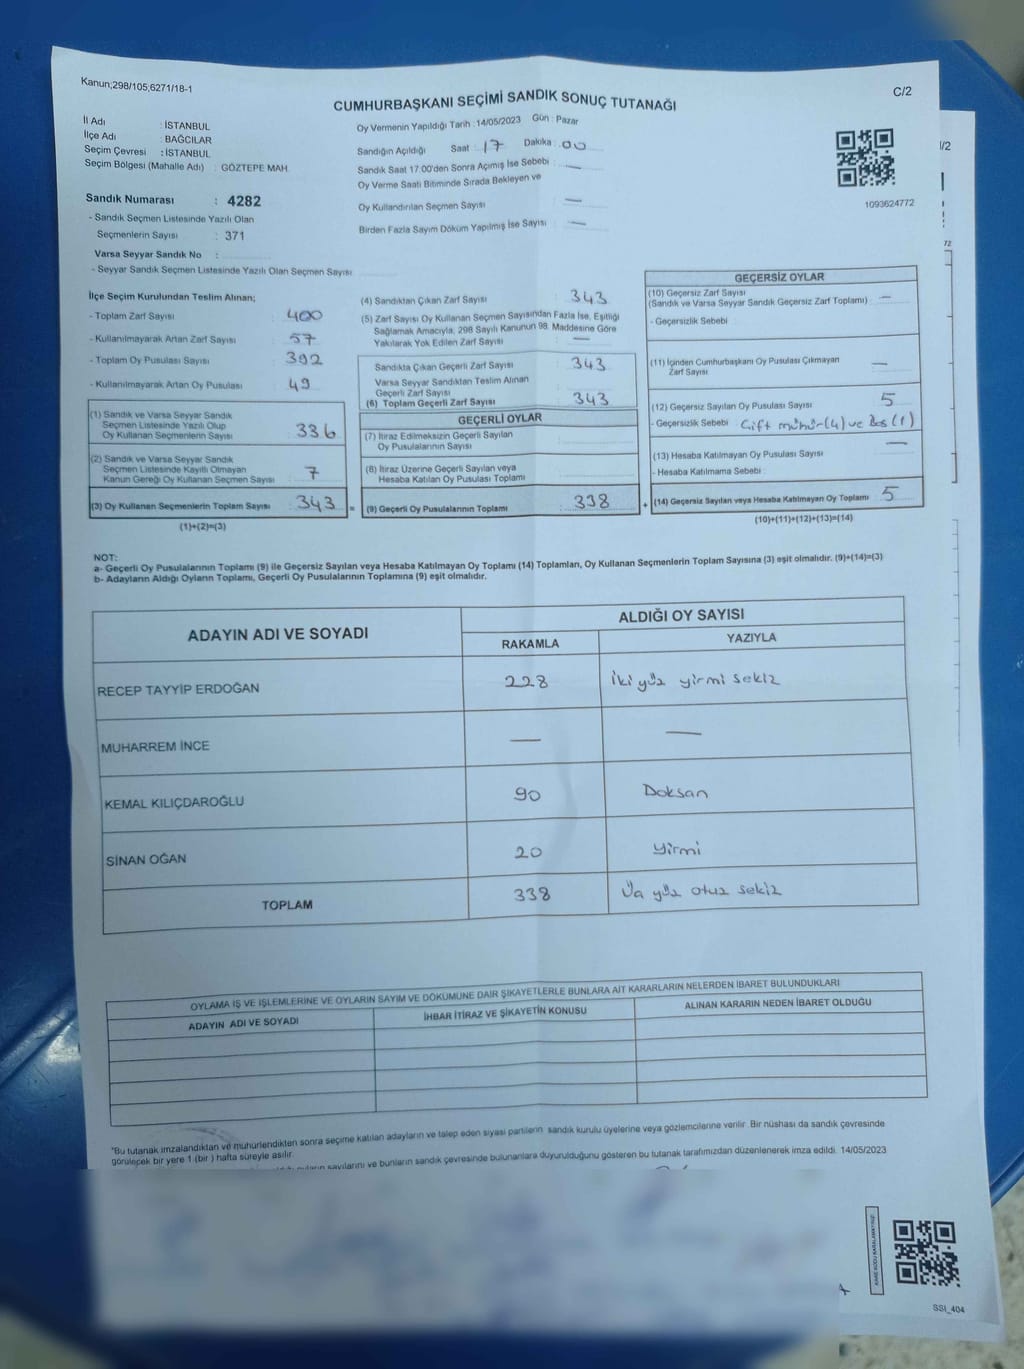 Kanun;298/105,6271/18-1
C/2
CUMHURBAŞKANI SEÇİMİ SANDIK SONUÇ TUTANAĞI
İl Adı : İSTANBUL
İlçe Adı : BAĞCILAR
Seçim Çevresi : İSTANBUL
Seçim Bölgesi (Mahalle Adı) : GÖZTEPE MAH.
Sandık Numarası : 4282
- Sandık Seçmen Listesinde Yazılı Olan
Seçmenlerin Sayısı : 371
Varsa Seyyar Sandık No :
- Seyyar Sandık Seçmen Listesinde Yazılı Olan Seçmen Sayısı
Oy Vermenin Yapıldığı Tarih : 14/05/2023 Gün : Pazar
Sandığın Açıldığı Saat : 17 Dakika : 00
Sandık Saat 17.00'den Sonra Açımış İse Sebebi : —
Oy Verme Saati Bitiminde Sırada Bekleyen ve
Oy Kullandırılan Seçmen Sayısı : —
Birden Fazla Sayım Döküm Yapılmış İse Sayısı : —
1093624772
/2
72
İlçe Seçim Kurulundan Teslim Alınan;
- Toplam Zarf Sayısı : 400
- Kullanılmayarak Artan Zarf Sayısı : 57
- Toplam Oy Pusulası Sayısı : 392
- Kullanılmayarak Artan Oy Pusulası : 49
(1) Sandık ve Varsa Seyyar Sandık
Seçmen Listesinde Yazılı Olup
Oy Kullanan Seçmenlerin Sayısı : 336
(2) Sandık ve Varsa Seyyar Sandık
Seçmen Listesinde Kayıtlı Olmayan
Kanun Gereği Oy Kullanan Seçmen Sayısı : 7
(3) Oy Kullanan Seçmenlerin Toplam Sayısı : 343 =
(1)+(2)=(3)
(4) Sandıktan Çıkan Zarf Sayısı : 343
(5) Zarf Sayısı Oy Kullanan Seçmen Sayısından Fazla İse, Eşitliği
Sağlamak Amacıyla, 298 Sayılı Kanunun 98. Maddesine Göre
Yakılarak Yok Edilen Zarf Sayısı : —
Sandıkta Çıkan Geçerli Zarf Sayısı : 343
Varsa Seyyar Sandıktan Teslim Alınan
Geçerli Zarf Sayısı
(6) Toplam Geçerli Zarf Sayısı : 343
GEÇERLİ OYLAR
(7) İtiraz Edilmeksizin Geçerli Sayılan
Oy Pusulasının Sayısı
(8) İtiraz Üzerine Geçerli Sayılan veya
Hesaba Katılan Oy Pusulası Toplamı
(9) Geçerli Oy Pusulalarının Toplamı : 338 +
GEÇERSİZ OYLAR
(10) Geçersiz Zarf Sayısı
(Sandık ve Varsa Seyyar Sandık Geçersiz Zarf Toplamı) —
- Geçersizlik Sebebi :
(11) İçinden Cumhurbaşkanı Oy Pusulası Çıkmayan
Zarf Sayısı —
(12) Geçersiz Sayılan Oy Pusulası Sayısı : 5
- Geçersizlik Sebebi : Çift mühür(4) ve Boş (1)
(13) Hesaba Katılmayan Oy Pusulası Sayısı —
- Hesaba Katılmama Sebebi :
(14) Geçersiz Sayılan veya Hesaba Katılmayan Oy Toplamı 5
(10)+(11)+(12)+(13)=(14)
NOT:
a- Geçerli Oy Pusulalarının Toplamı (9) ile Geçersiz Sayılan veya Hesaba Katılmayan Oy Toplamı (14) Toplamları, Oy Kullanan Seçmenlerin Toplam Sayısına (3) eşit olmalıdır. (9)+(14)=(3)
b- Adayların Aldığı Oyların Toplamı, Geçerli Oy Pusulalarının Toplamına (9) eşit olmalıdır.
ADAYIN ADI VE SOYADI
ALDIĞI OY SAYISI
RAKAMLA YAZIYLA
RECEP TAYYİP ERDOĞAN 228 İki yüz yirmi sekiz
MUHARREM İNCE — —
KEMAL KILIÇDAROĞLU 90 Doksan
SİNAN OĞAN 20 Yirmi
TOPLAM 338 Üç yüz otuz sekiz
OYLAMA İŞ VE İŞLEMLERİNE VE OYLARIN SAYIM VE DÖKÜMÜNE DAİR ŞİKAYETLERLE BUNLARA AİT KARARLARIN NELERDEN İBARET BULUNDUKLARI
ADAYIN ADI VE SOYADI İHBAR İTİRAZ VE ŞİKAYETİN KONUSU ALINAN KARARIN NEDEN İBARET OLDUĞU
*Bu tutanak imzalandıktan ve mühürlendikten sonra seçime katılan adayların ve talep eden siyasi partilerin sandık kurulu üyelerine veya gözlemcilerine verilir. Bir nüshası da sandık çevresinde
görülecek bir yere 1 (bir ) hafta süreyle asılır.
sayılarını ve bunların sandık çevresinde bulunanlara duyurulduğunu gösteren bu tutanak tarafımızdan düzenlenerek imza edildi. 14/05/2023
SSI_404